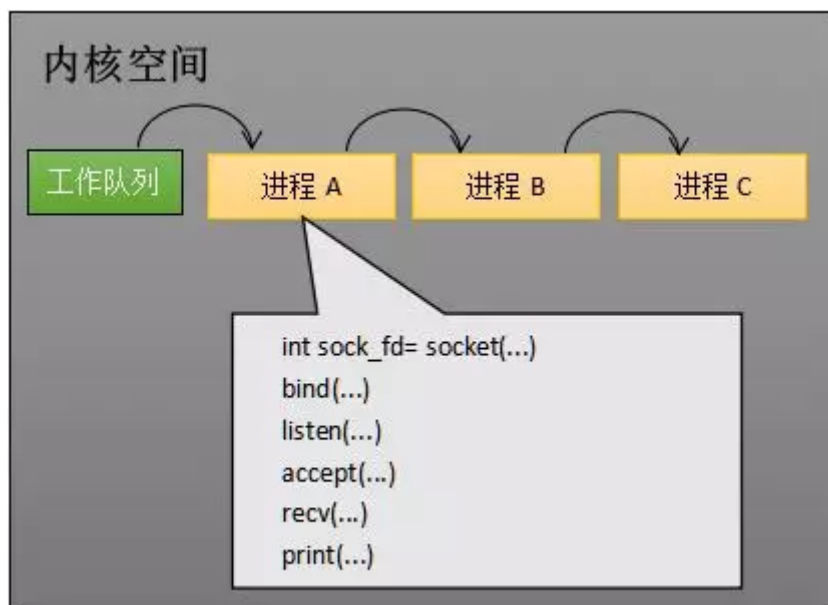 内核空间
工作队列
进程 A
进程 B
进程 C
int sock_fd= socket(...)
bind(...)
listen(...)
accept(...)
recv(...)
print(...)